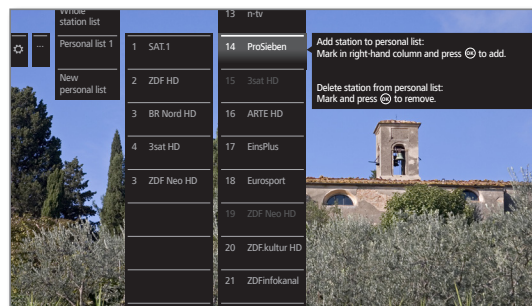 Whole
station list
Personal list 1
New
personal list
...
1 SAT.1
2 ZDF HD
3 BR Nord HD
4 3sat HD
3 ZDF Neo HD
13 n-tv
14 ProSieben
15 3sat HD
16 ARTE HD
17 EinsPlus
18 Eurosport
19 ZDF Neo HD
20 ZDF.kultur HD
21 ZDFinfokanal
Add station to personal list:
Mark in right-hand column and press OK to add.
Delete station from personal list:
Mark and press OK to remove.